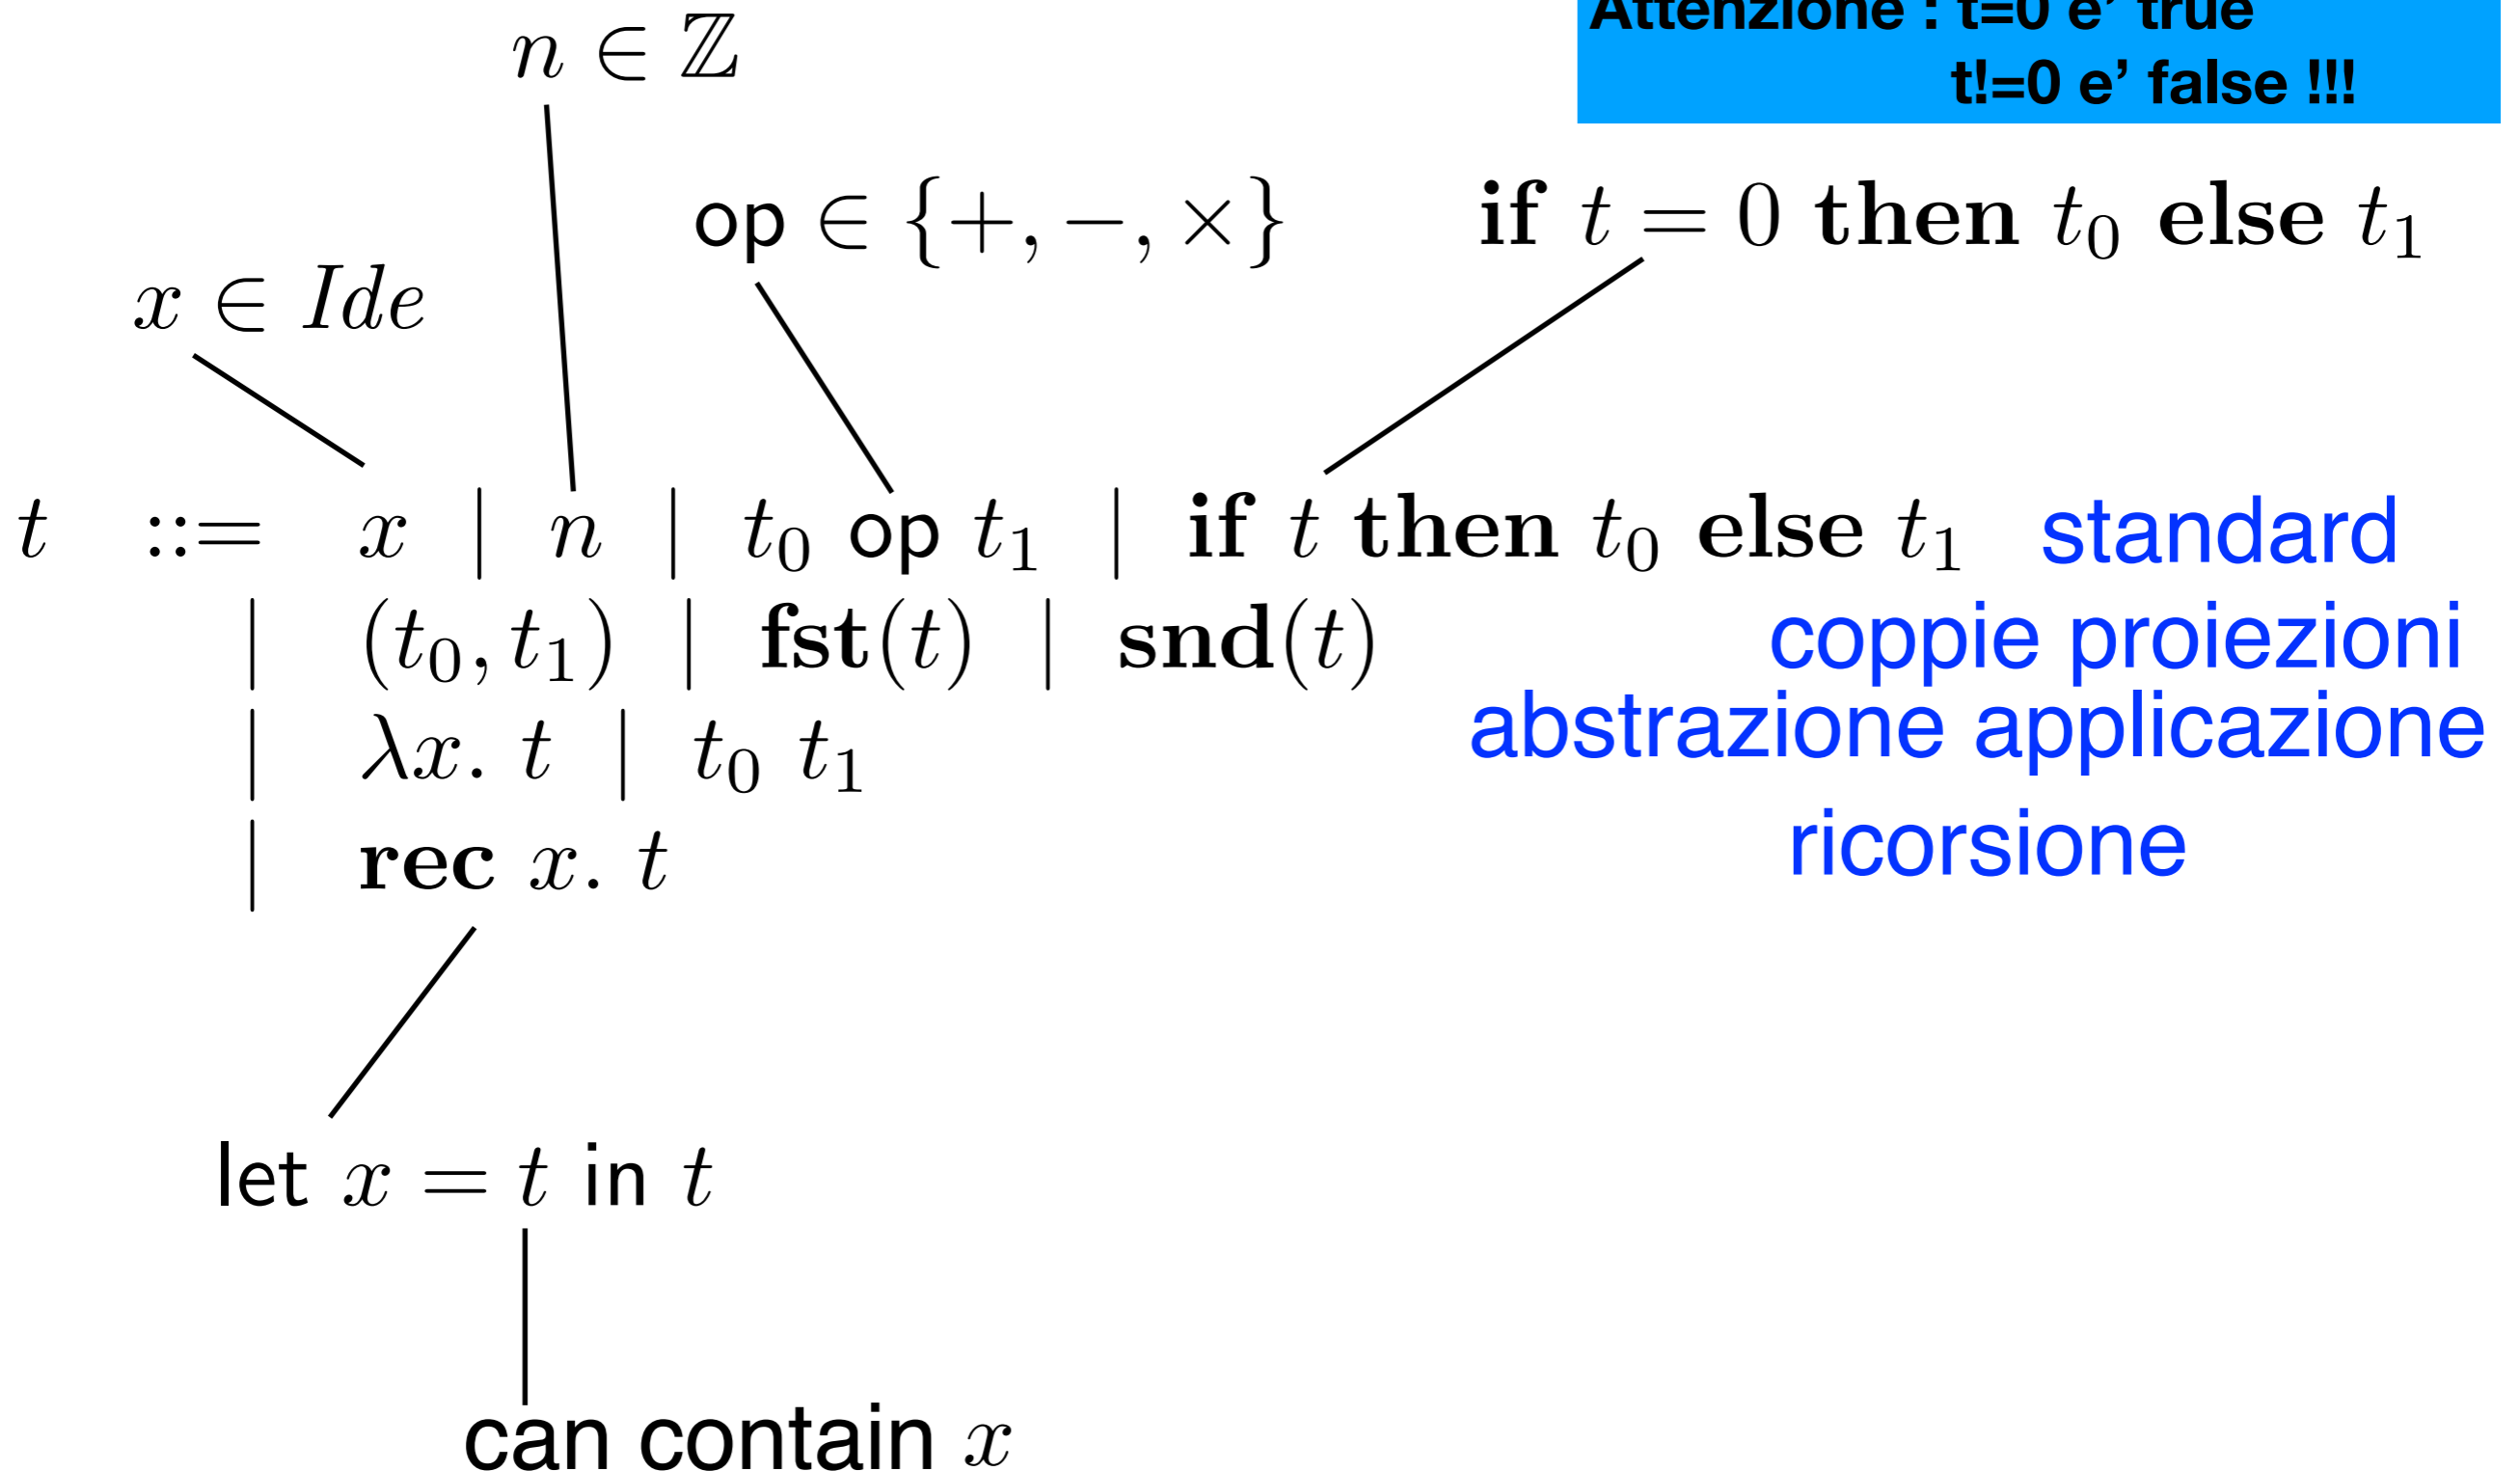 Attenzione : t=0 e’ true
t!=0 e’ false !!!
n ∈ ℤ
op ∈ {+, −, ×}
if t = 0 then t₀ else t₁
x ∈ Ide
t ::= x | n | t₀ op t₁ | if t then t₀ else t₁ standard
| (t₀, t₁) | fst(t) | snd(t) coppie proiezioni
| λx. t | t₀ t₁ abstrazione applicazione
| rec x. t ricorsione
let x = t in t
can contain x